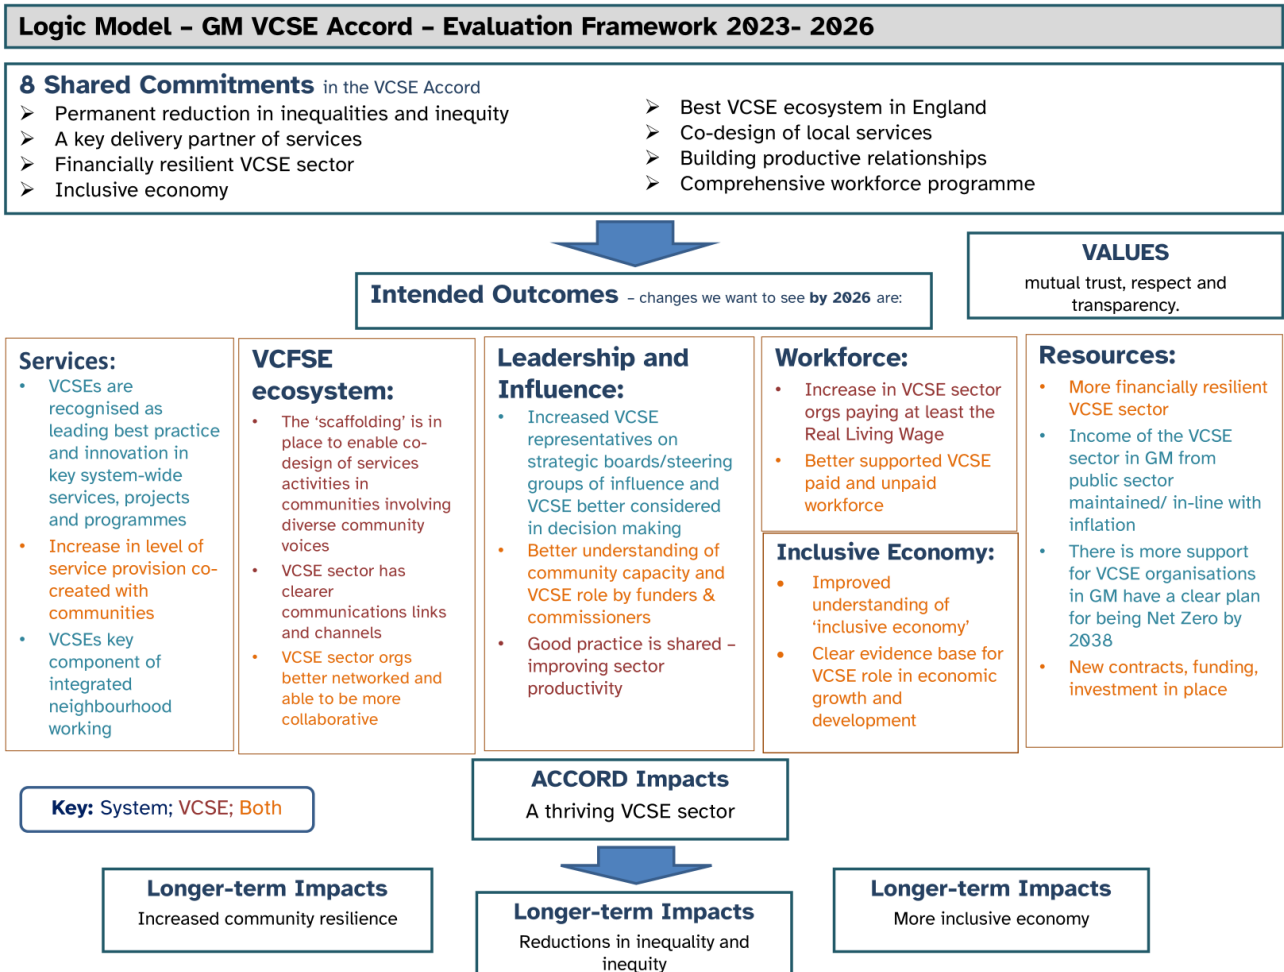 Logic Model – GM VCSE Accord – Evaluation Framework 2023- 2026
8 Shared Commitments in the VCSE Accord
➢ Permanent reduction in inequalities and inequity
➢ A key delivery partner of services
➢ Financially resilient VCSE sector
➢ Inclusive economy
➢ Best VCSE ecosystem in England
➢ Co-design of local services
➢ Building productive relationships
➢ Comprehensive workforce programme
VALUES
mutual trust, respect and
transparency.
Intended Outcomes – changes we want to see by 2026 are:
Services:
• VCSEs are
recognised as
leading best practice
and innovation in
key system-wide
services, projects
and programmes
• Increase in level of
service provision co-
created with
communities
• VCSEs key
component of
integrated
neighbourhood
working
VCFSE
ecosystem:
• The ‘scaffolding’ is in
place to enable co-
design of services
activities in
communities involving
diverse community
voices
• VCSE sector has
clearer
communications links
and channels
• VCSE sector orgs
better networked and
able to be more
collaborative
Leadership and
Influence:
• Increased VCSE
representatives on
strategic boards/steering
groups of influence and
VCSE better considered
in decision making
• Better understanding of
community capacity and
VCSE role by funders &
commissioners
• Good practice is shared –
improving sector
productivity
Workforce:
• Increase in VCSE sector
orgs paying at least the
Real Living Wage
• Better supported VCSE
paid and unpaid
workforce
Inclusive Economy:
• Improved
understanding of
‘inclusive economy’
• Clear evidence base for
VCSE role in economic
growth and
development
Resources:
• More financially resilient
VCSE sector
• Income of the VCSE
sector in GM from
public sector
maintained/ in-line with
inflation
• There is more support
for VCSE organisations
in GM have a clear plan
for being Net Zero by
2038
• New contracts, funding,
investment in place
Key: System; VCSE; Both
ACCORD Impacts
A thriving VCSE sector
Longer-term Impacts
Increased community resilience
Longer-term Impacts
Reductions in inequality and
inequity
Longer-term Impacts
More inclusive economy